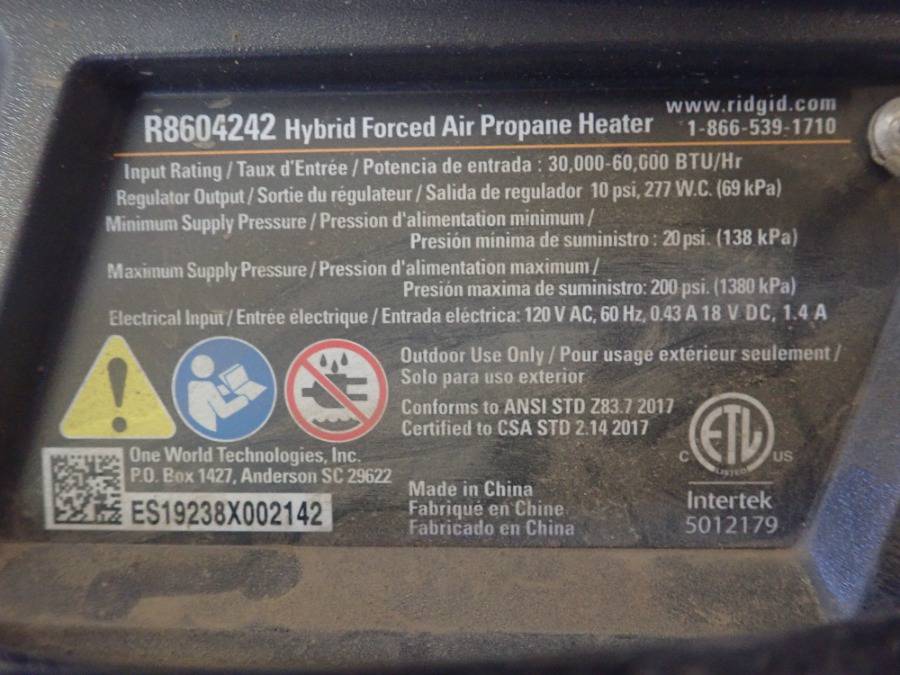 www.ridgid.com
R8604242 Hybrid Forced Air Propane Heater 1-866-539-1710
Input Rating / Taux d'Entrée / Potencia de entrada : 30,000-60,000 BTU/Hr
Regulator Output / Sortie du régulateur / Salida de regulador 10 psi, 277 W.C. (69 kPa)
Minimum Supply Pressure / Pression d'alimentation minimum /
Presión mínima de suministro : 20 psi. (138 kPa)
Maximum Supply Pressure / Pression d'alimentation maximum /
Presión maxima de suministro: 200 psi. (1380 kPa)
Electrical Input / Entrée électrique / Entrada eléctrica: 120 V AC, 60 Hz, 0.43 A 18 V DC, 1.4 A
Outdoor Use Only / Pour usage extérieur seulement /
Solo para uso exterior
Conforms to ANSI STD Z83.7 2017
Certified to CSA STD 2.14 2017
One World Technologies, Inc.
P.O. Box 1427, Anderson SC 29622
ES19238X002142
Made in China
Fabriqué en Chine
Fabricado en China
ETL
LISTED
C US
Intertek
5012179